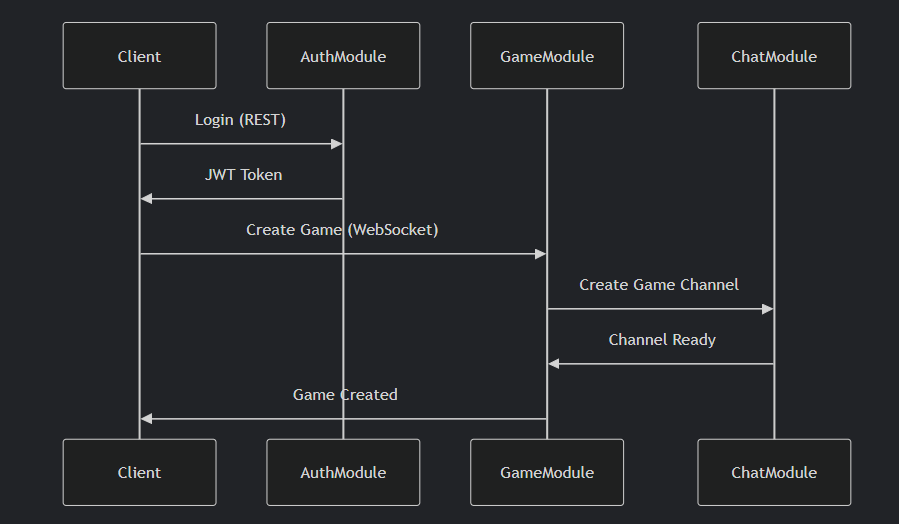 Client AuthModule GameModule ChatModule
Login (REST)
JWT Token
Create Game (WebSocket)
Create Game Channel
Channel Ready
Game Created
Client AuthModule GameModule ChatModule